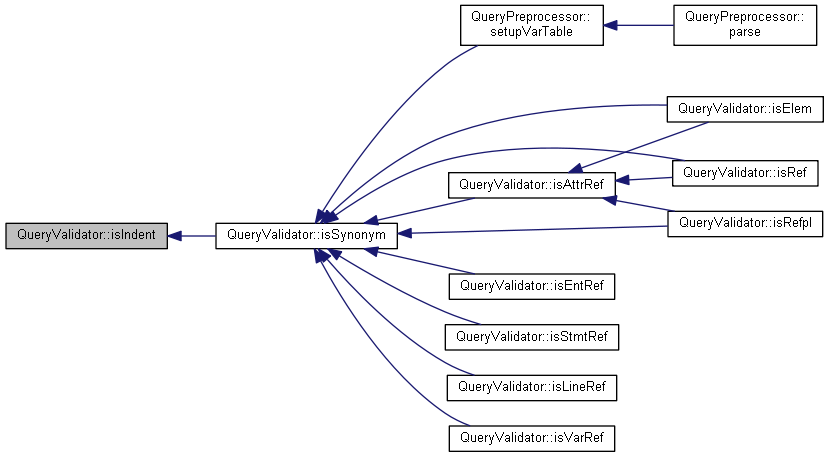 QueryPreprocessor::
setupVarTable
QueryPreprocessor::
parse
QueryValidator::isElem
QueryValidator::isRef
QueryValidator::isAttrRef
QueryValidator::isRefpl
QueryValidator::isIndent
QueryValidator::isSynonym
QueryValidator::isEntRef
QueryValidator::isStmtRef
QueryValidator::isLineRef
QueryValidator::isVarRef